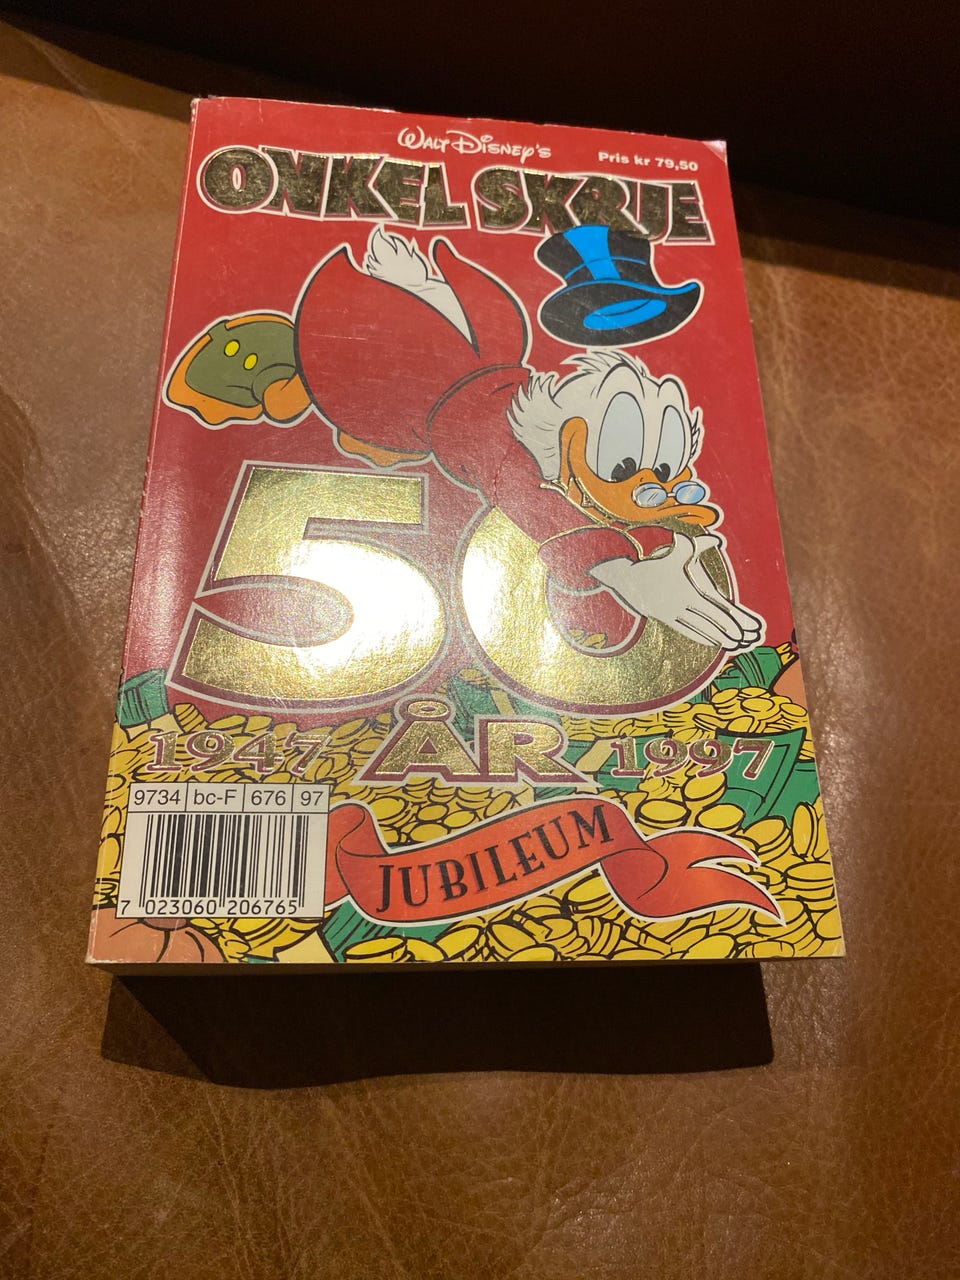 WALT DISNEY'S
Pris kr 79,50
ONKEL SKRUE
50
ÅR
1947
1997
9734 bc-F 676 97
JUBILEUM
7 023060 206765